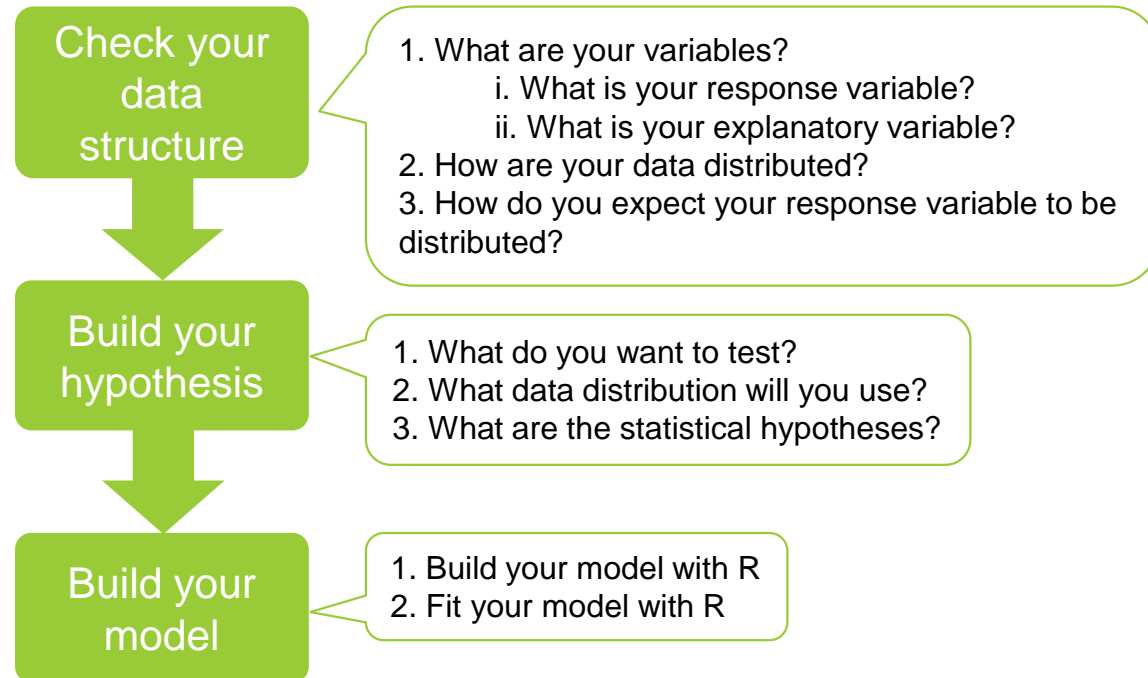 Check your
data
structure
1. What are your variables?
i. What is your response variable?
ii. What is your explanatory variable?
2. How are your data distributed?
3. How do you expect your response variable to be
distributed?
Build your
hypothesis
1. What do you want to test?
2. What data distribution will you use?
3. What are the statistical hypotheses?
Build your
model
1. Build your model with R
2. Fit your model with R